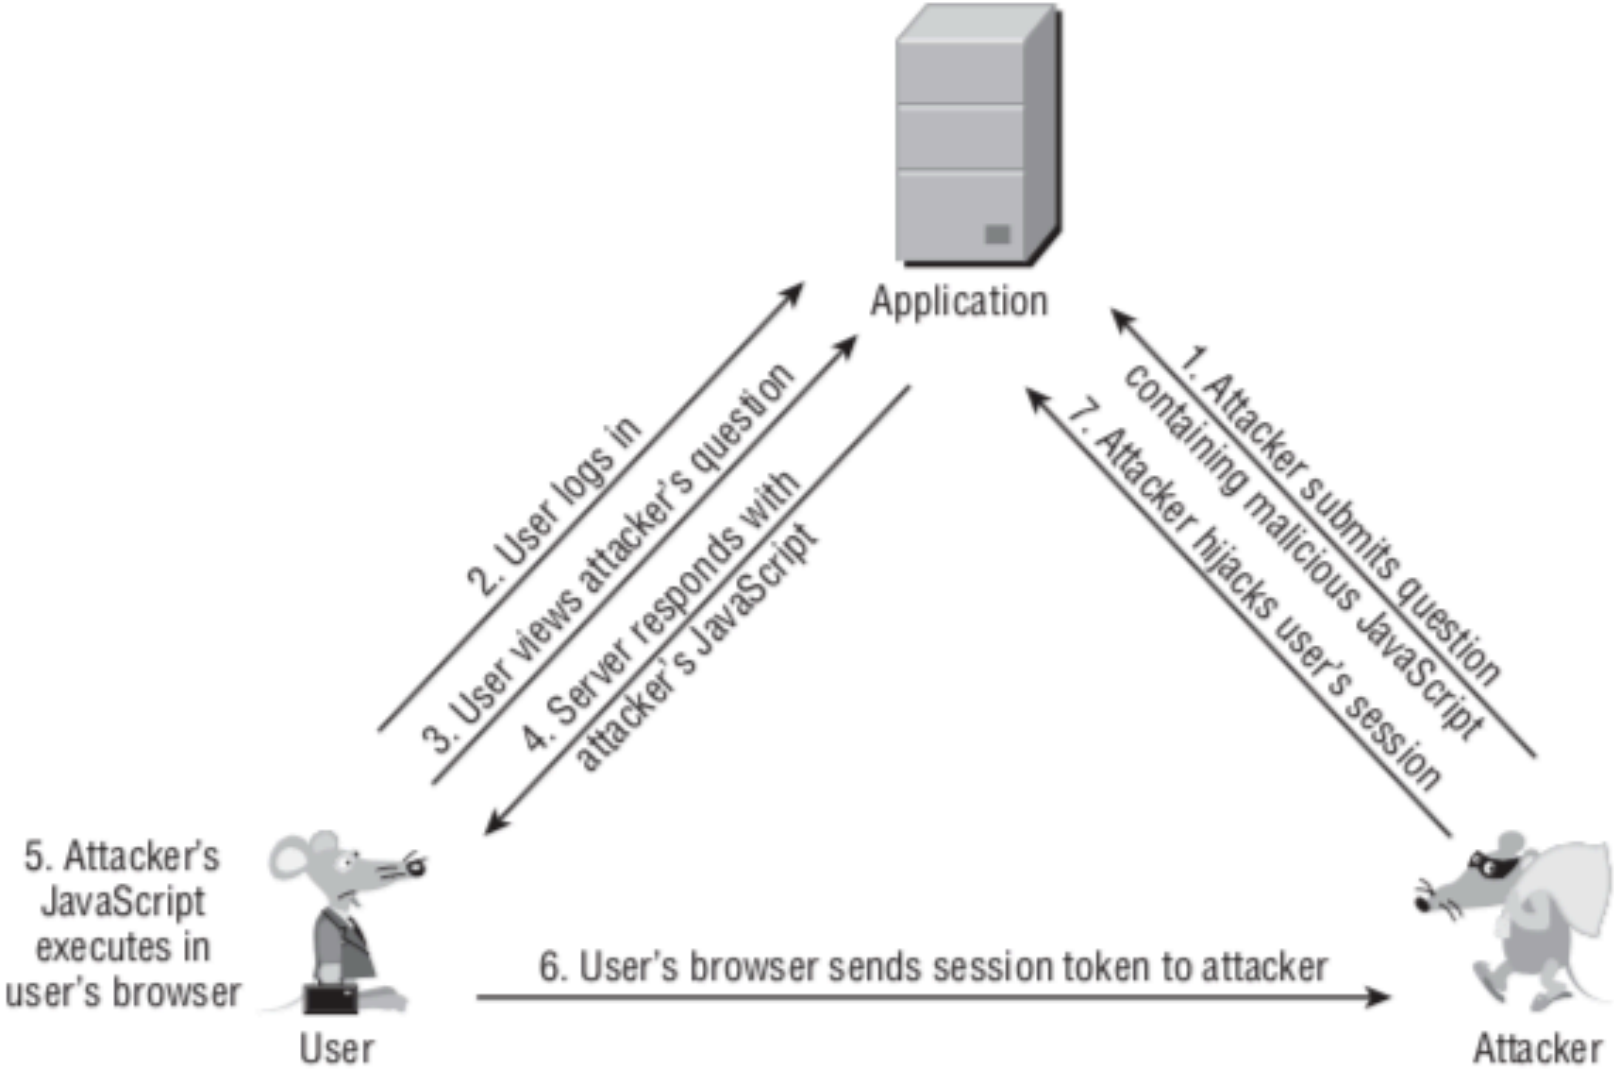 Application
1. Attacker submits question
containing malicious JavaScript
7. Attacker hijacks user's session
2. User logs in
3. User views attacker's question
4. Server responds with
attacker's JavaScript
5. Attacker's
JavaScript
executes in
user's browser
6. User's browser sends session token to attacker
User
Attacker